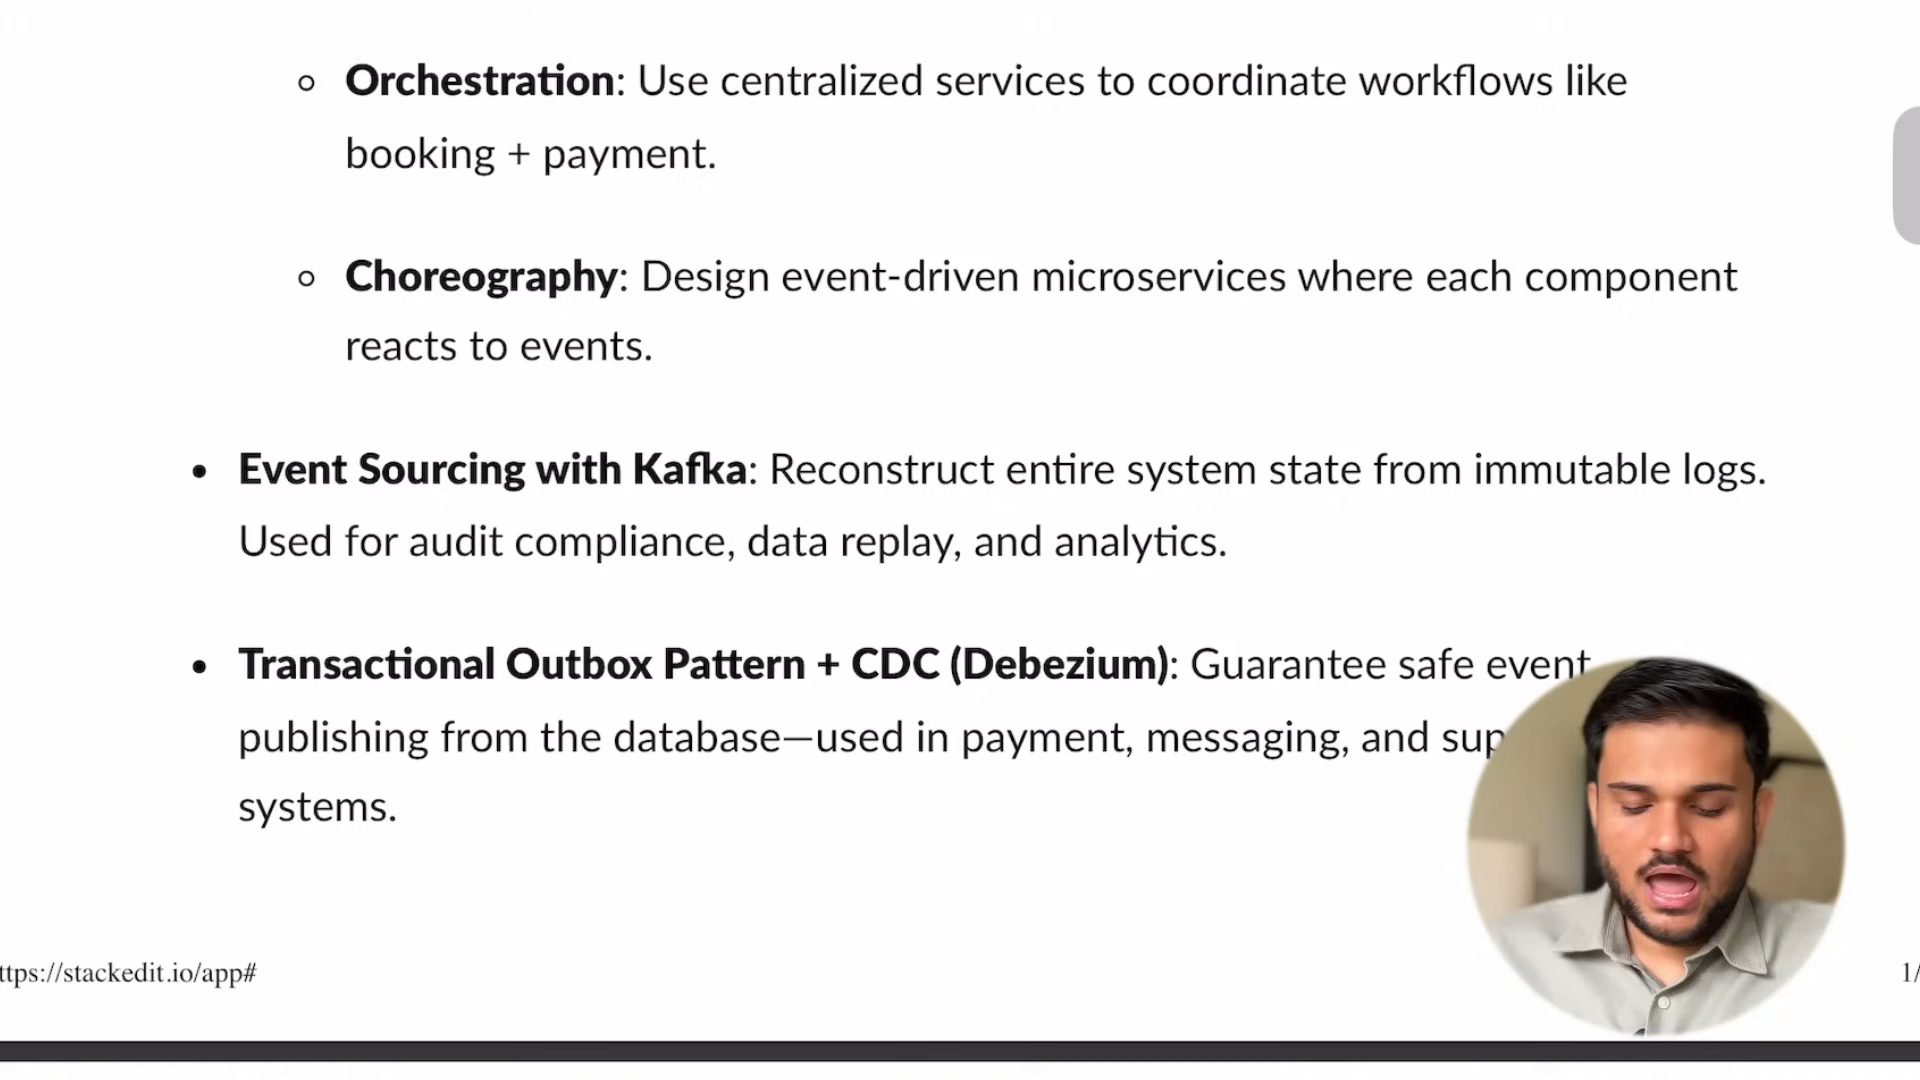 Orchestration: Use centralized services to coordinate workflows like
booking + payment.
Choreography: Design event-driven microservices where each component
reacts to events.
Event Sourcing with Kafka: Reconstruct entire system state from immutable logs.
Used for audit compliance, data replay, and analytics.
Transactional Outbox Pattern + CDC (Debezium): Guarantee safe event
publishing from the database—used in payment, messaging, and
systems.
ttps://stackedit.io/app#
1/